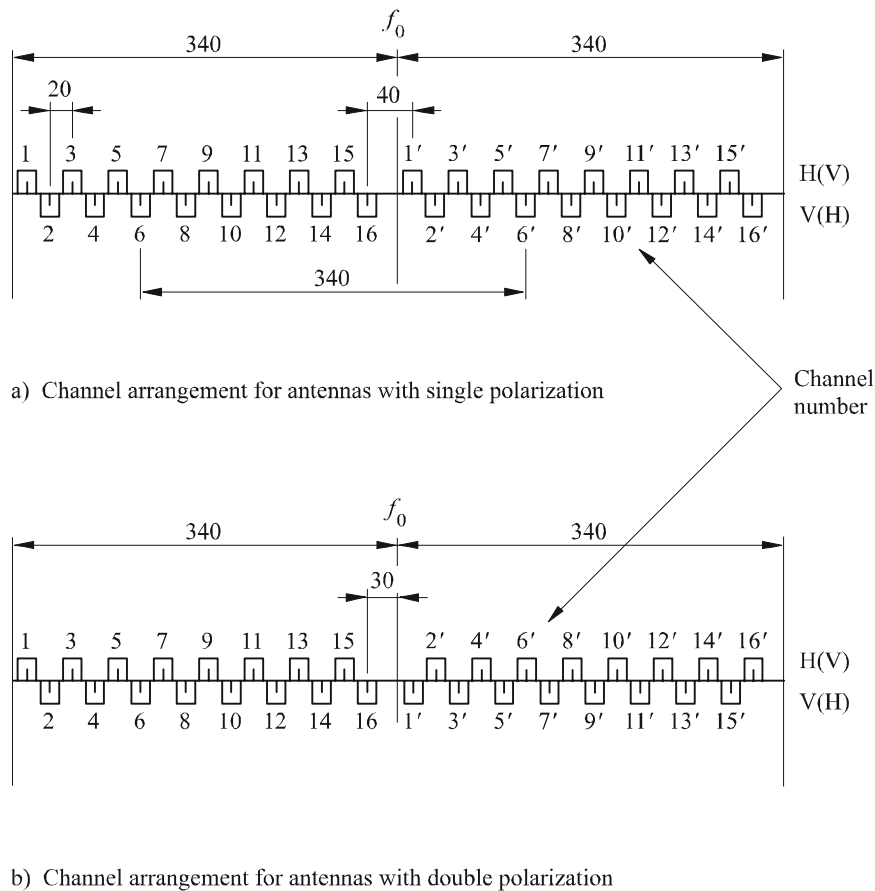 f0
340 340
20 40
1 3 5 7 9 11 13 15 1′ 3′ 5′ 7′ 9′ 11′ 13′ 15′ H(V)
2 4 6 8 10 12 14 16 2′ 4′ 6′ 8′ 10′ 12′ 14′ 16′ V(H)
340
a) Channel arrangement for antennas with single polarization
Channel
number
f0
340 340
30
1 3 5 7 9 11 13 15 2′ 4′ 6′ 8′ 10′ 12′ 14′ 16′ H(V)
2 4 6 8 10 12 14 16 1′ 3′ 5′ 7′ 9′ 11′ 13′ 15′ V(H)
b) Channel arrangement for antennas with double polarization